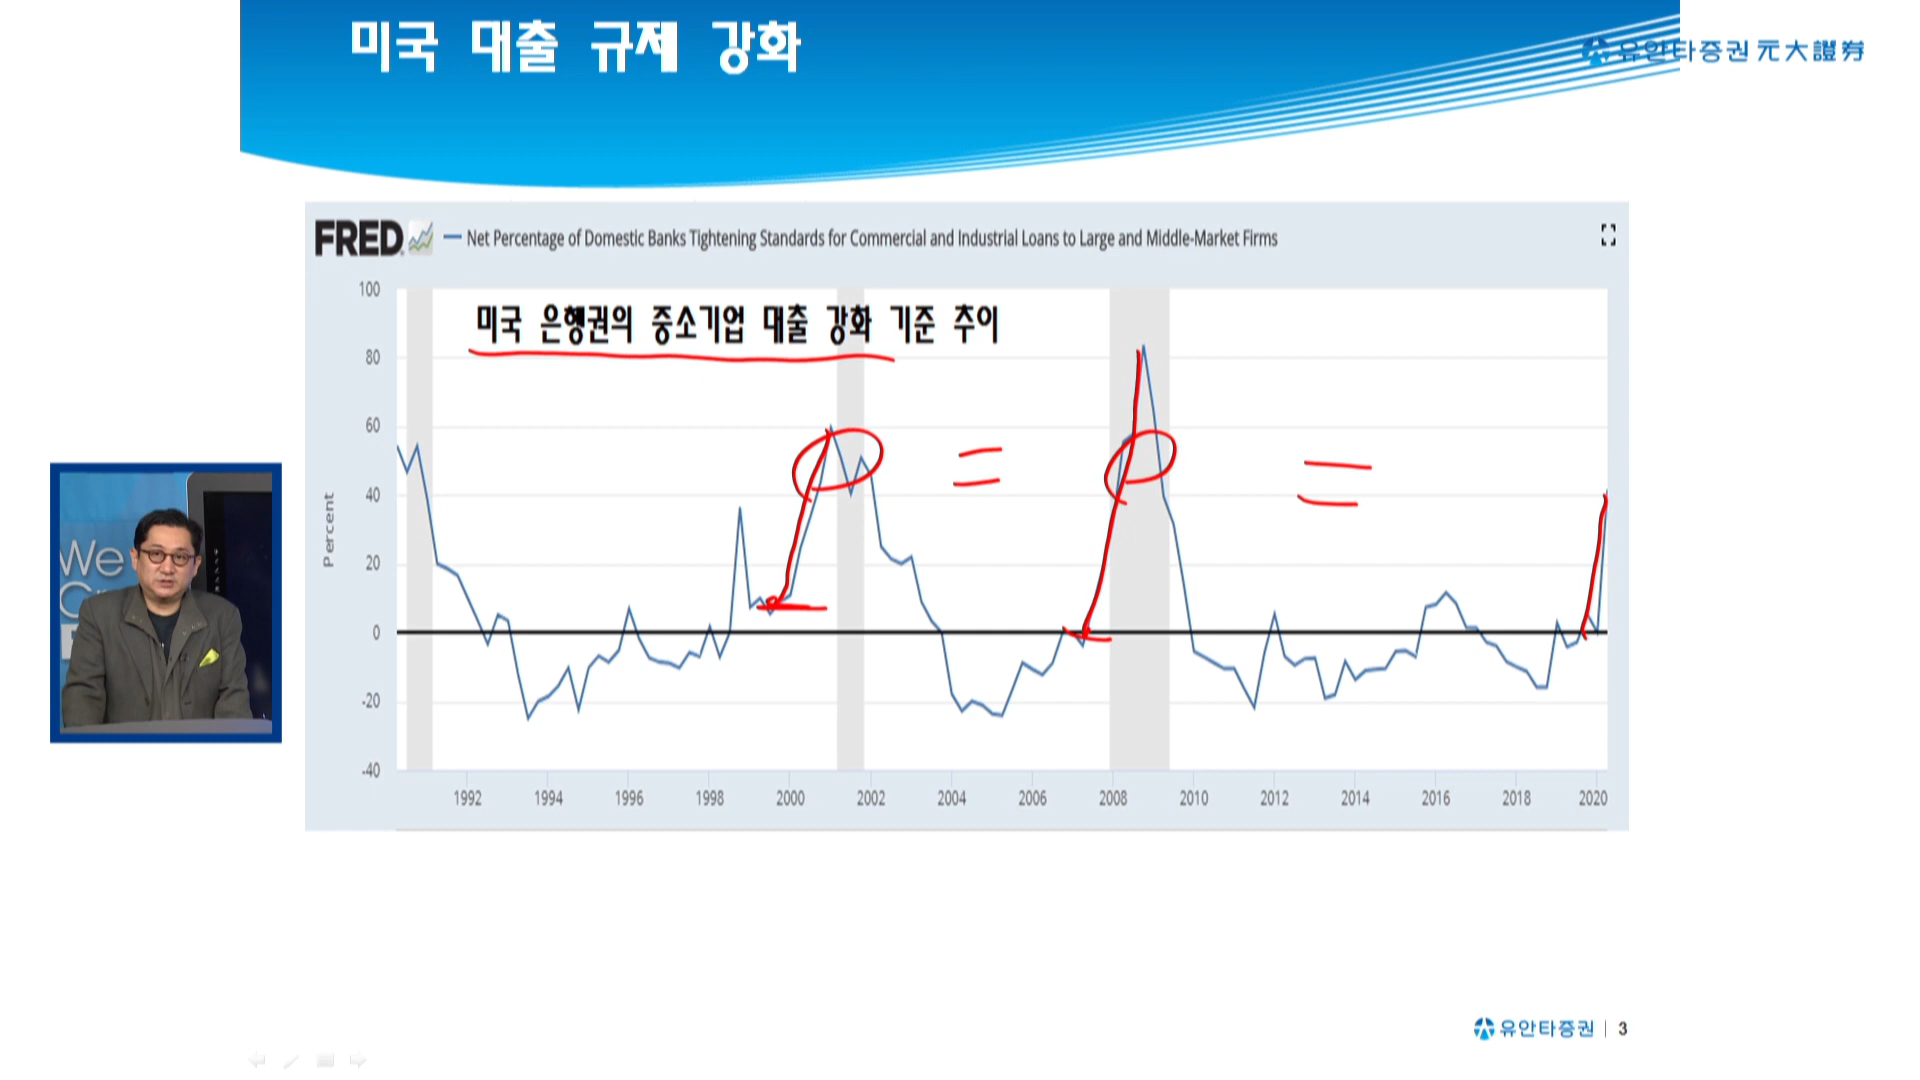 미국 대출 규제 강화
유안타증권 元大證券
FRED
Net Percentage of Domestic Banks Tightening Standards for Commercial and Industrial Loans to Large and Middle-Market Firms
미국 은행권의 중소기업 대출 강화 기준 추이
Percent
100
80
60
40
20
0
-20
-40
1992 1994 1996 1998 2000 2002 2004 2006 2008 2010 2012 2014 2016 2018 2020
We
유안타증권 | 3